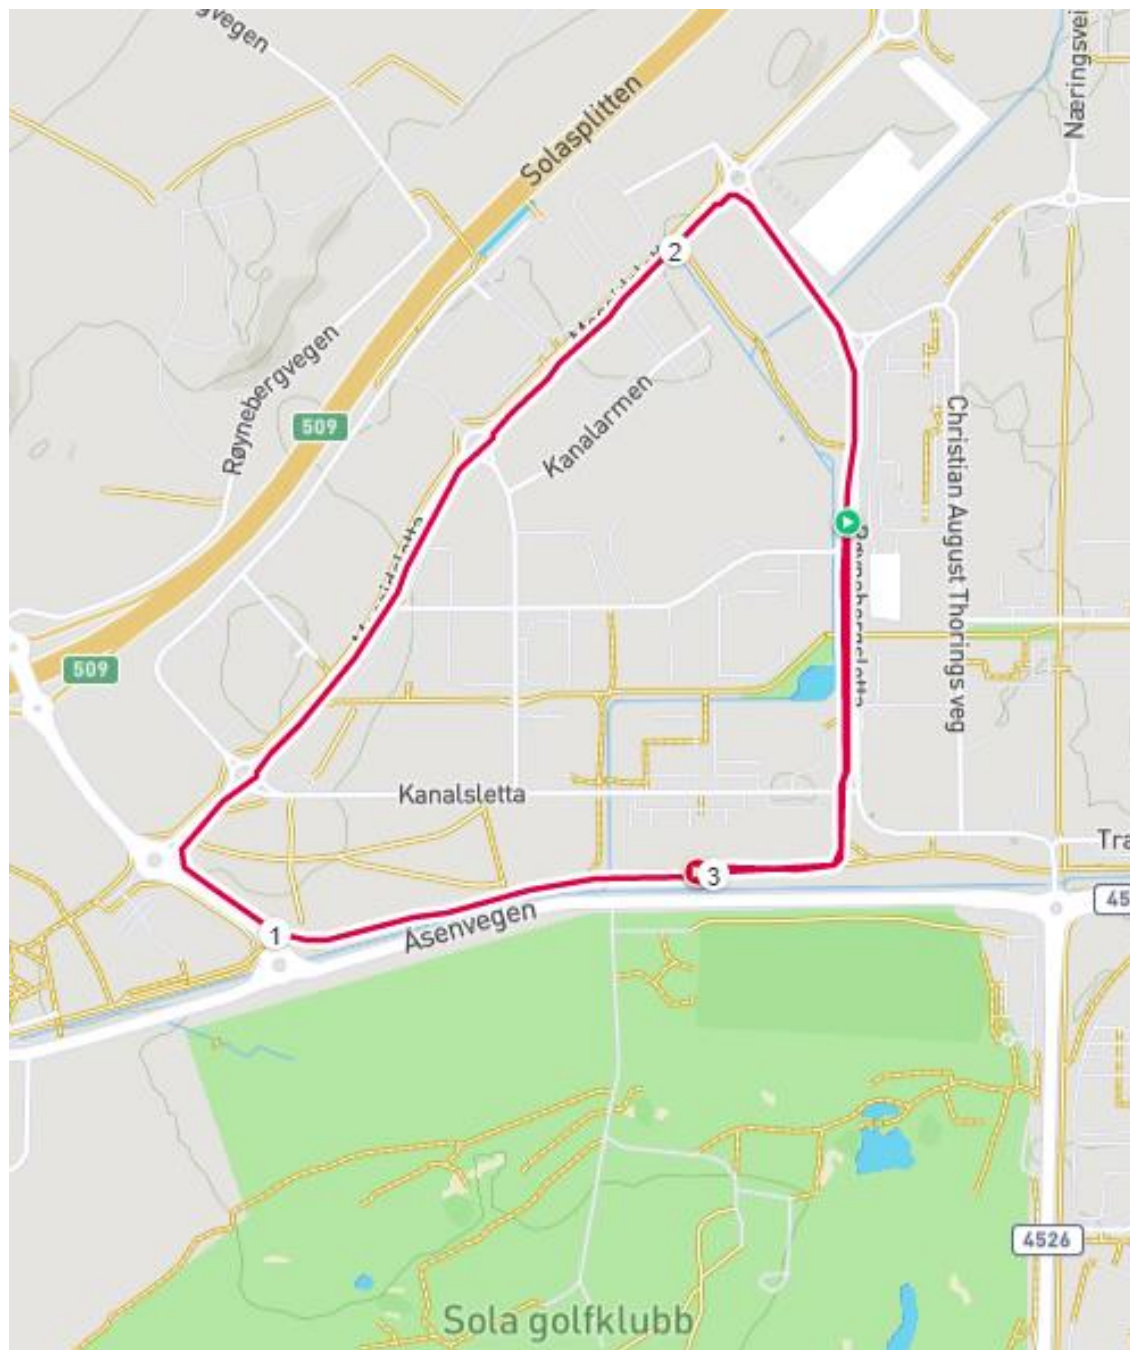 gvegen
Solasplitten
Næringsvei
2
Røynebergvegen
509
Kanalarmen
Christian August Thorings veg
509
Kanalsletta
Tra
3
45
1
Åsenvegen
4526
Sola golfklubb